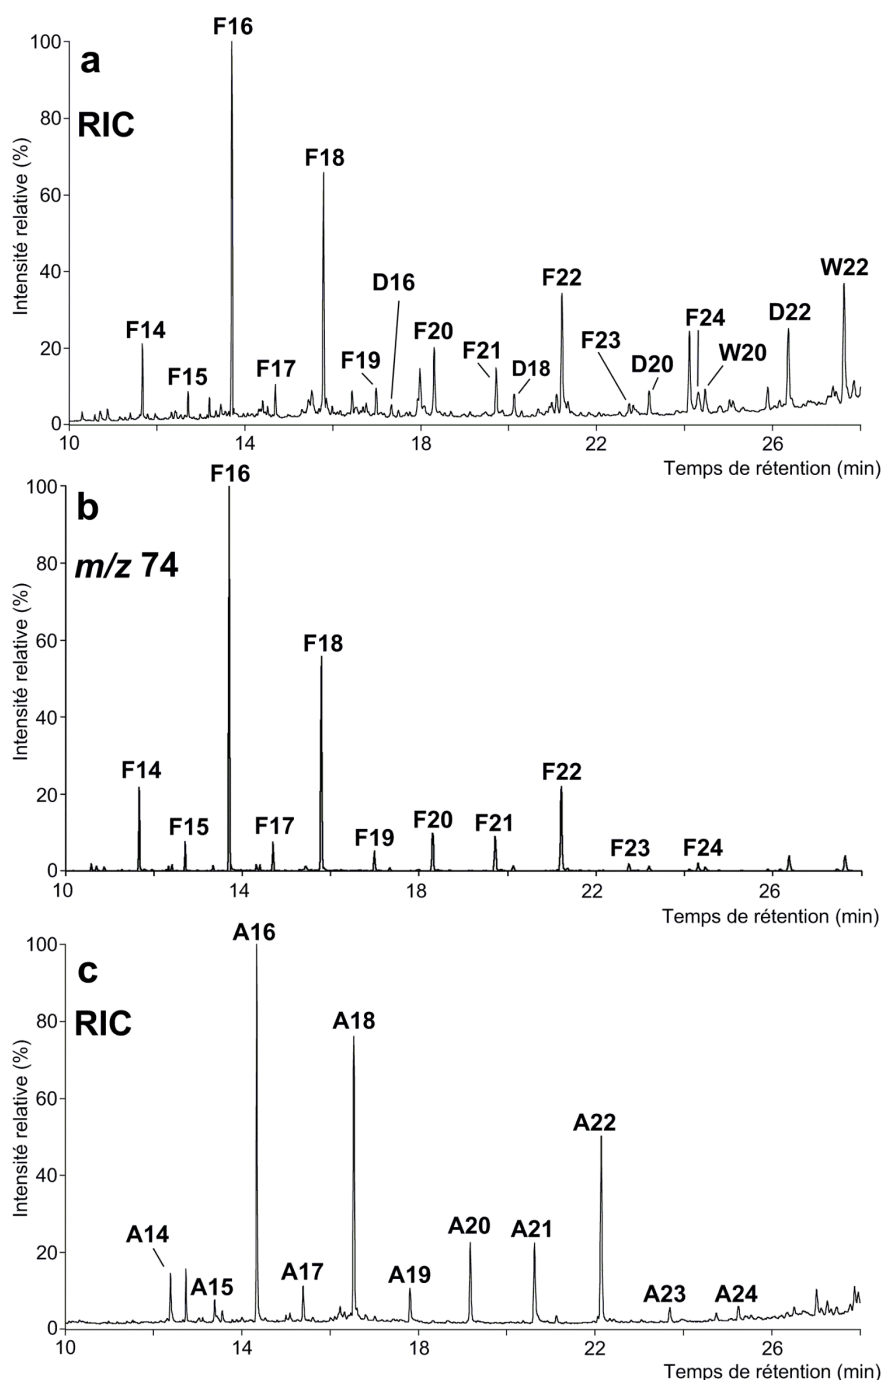 F16
100
a
RIC
80
F18
60
Intensité relative (%)
40
D16
F22
W22
F14
F20
D22
F24
F23
20
F15
F17
F19
F21
D18
D20
W20
0
10
14
18
22
26
Temps de rétention (min)
F16
100
b
m/z 74
80
F18
60
Intensité relative (%)
40
F14
F22
20
F15
F17
F19
F20
F21
F23
F24
0
10
14
18
22
26
Temps de rétention (min)
A16
100
c
RIC
80
A18
60
Intensité relative (%)
A22
40
A14
A20
A21
20
A15
A17
A19
A23
A24
0
10
14
18
22
26
Temps de rétention (min)